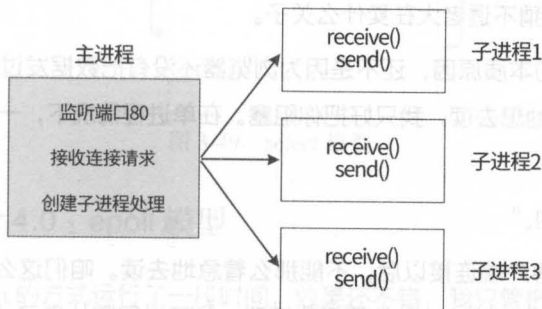 主进程
监听端口80
接收连接请求
创建子进程处理
receive()
send()
子进程1
receive()
send()
子进程2
receive()
send()
子进程3